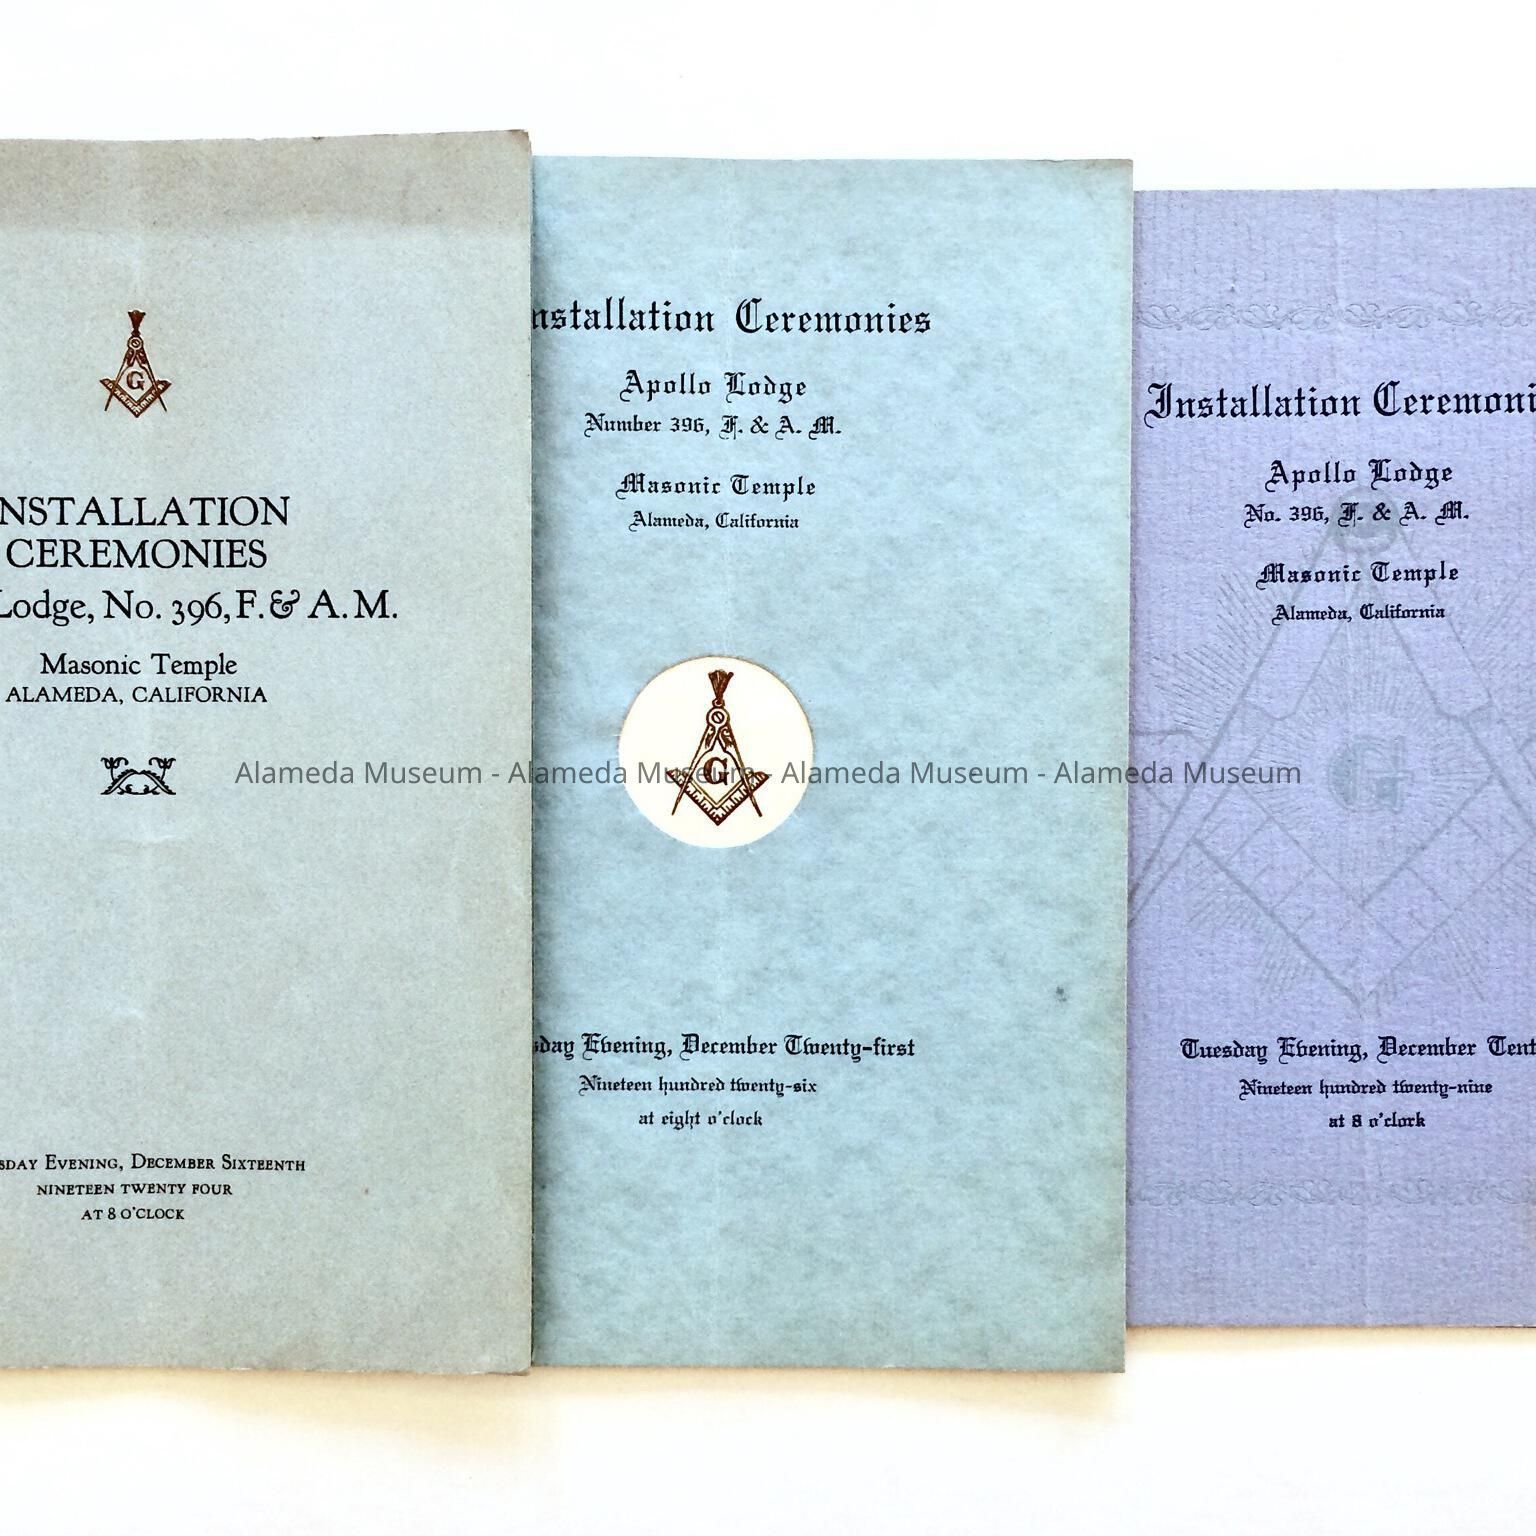 G
NSTALLATION
CEREMONIES
Lodge, No. 396, F. & A. M.
Masonic Temple
ALAMEDA, CALIFORNIA
SDAY EVENING, DECEMBER SIXTEENTH
NINETEEN TWENTY FOUR
AT 8 O'CLOCK
nstallation Ceremonies
Apollo Lodge
Number 396, F. & A. M.
Masonic Temple
Alameda, California
G
sday Evening, December Twenty-first
Nineteen hundred twenty-six
at eight o'clock
Installation Ceremoni
Apollo Lodge
No. 396, F. & A. M.
Masonic Temple
Alameda, California
G
Tuesday Evening, December Tent
Nineteen hundred twenty-nine
at 8 o'clock
Alameda Museum - Alameda Museum - Alameda Museum - Alameda Museum